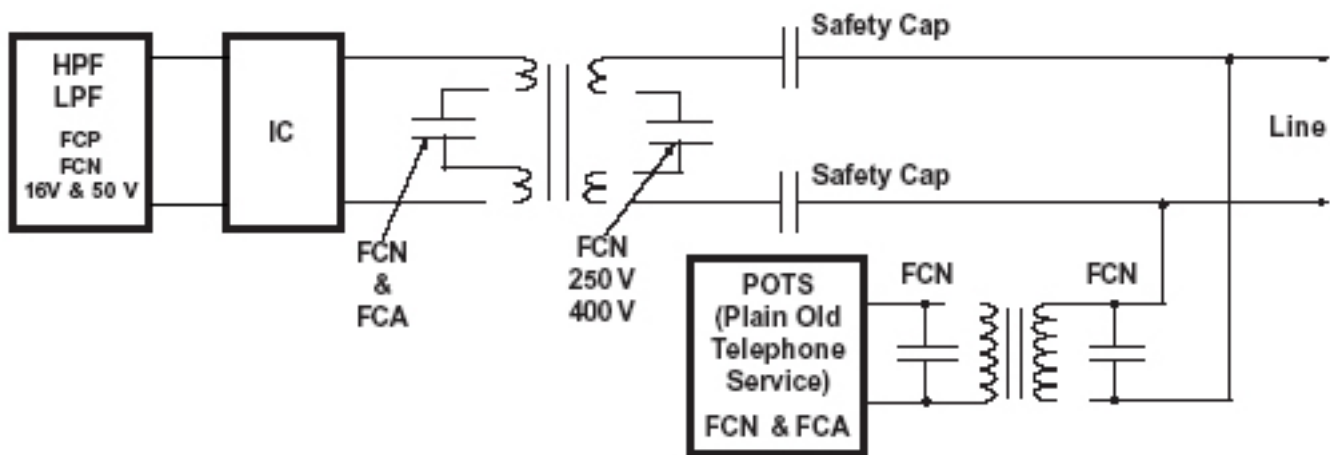 HPF
LPF
FCP
FCN
16V & 50 V
IC
FCN
&
FCA
FCN
250 V
400 V
Safety Cap
Safety Cap
Line
POTS
(Plain Old
Telephone
Service)
FCN & FCA
FCN
FCN